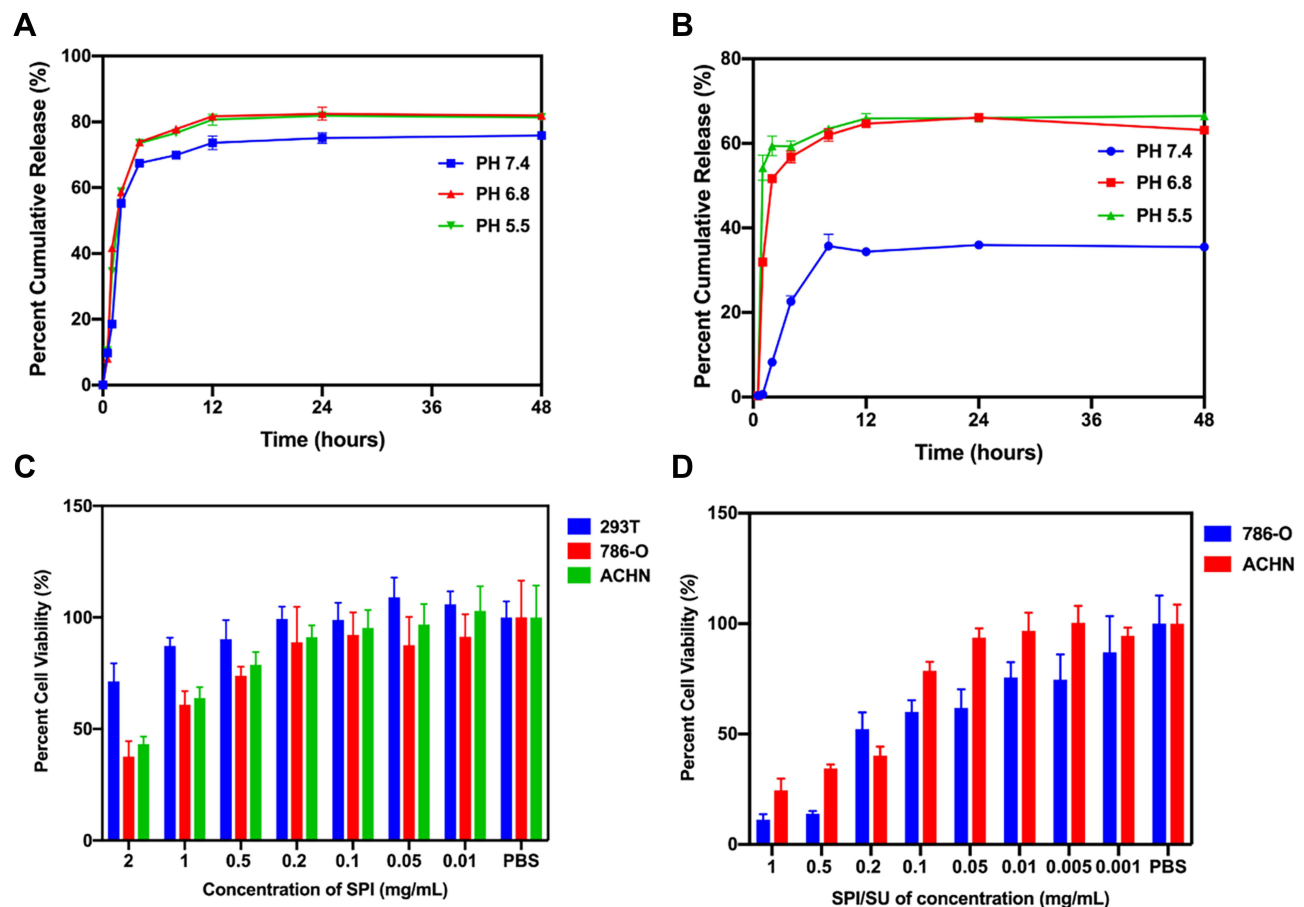 A
Percent Cumulative Release (%)
100
80
60
40
20
0
PH 7.4
PH 6.8
PH 5.5
0 12 24 36 48
Time (hours)
B
Percent Cumulative Release (%)
80
60
40
20
0
PH 7.4
PH 6.8
PH 5.5
0 12 24 36 48
Time (hours)
C
Percent Cell Viability (%)
150
100
50
0
293T
786-O
ACHN
2 1 0.5 0.2 0.1 0.05 0.01 PBS
Concentration of SPI (mg/mL)
D
Percent Cell Viability (%)
150
100
50
0
786-O
ACHN
1 0.5 0.2 0.1 0.05 0.01 0.005 0.001 PBS
SPI/SU of concentration (mg/mL)